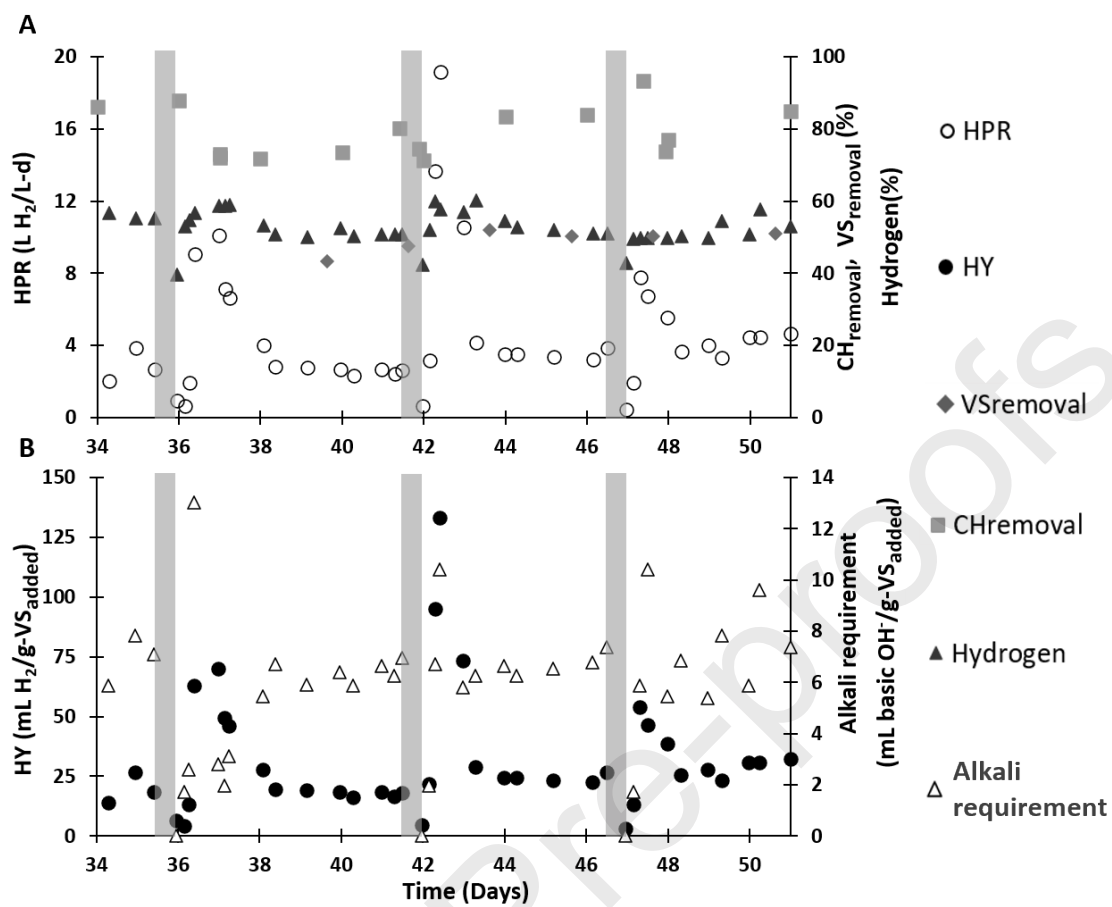 A
20
16
12
8
4
0
HPR (L H₂/L-d)
34 36 38 40 42 44 46 48 50
100
80
60
40
20
0
CHremoval, VSremoval (%)
Hydrogen(%)
B
150
125
100
75
50
25
0
HY (mL H₂/g-VSadded)
34 36 38 40 42 44 46 48 50
Time (Days)
14
12
10
8
6
4
2
0
Alkali requirement
(mL basic OH⁻/g-VSadded)
HPR
HY
VSremoval
CHremoval
Hydrogen
Alkali
requirement
Pre-proofs